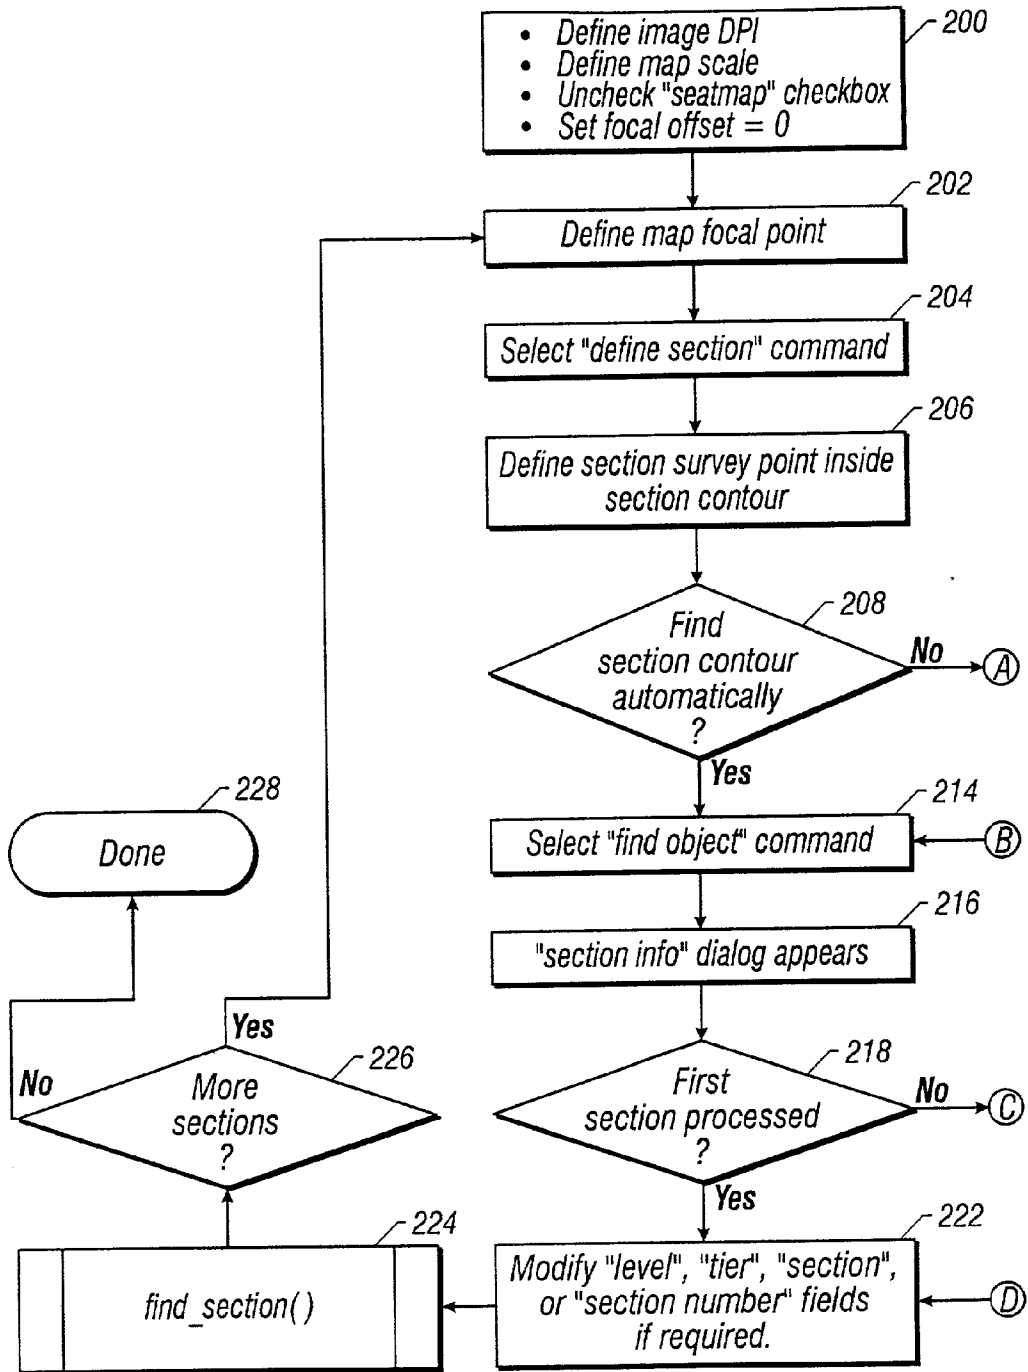 • Define image DPI
• Define map scale
• Uncheck "seatmap" checkbox
• Set focal offset = 0
200
202
Define map focal point
204
Select "define section" command
206
Define section survey point inside
section contour
208
Find
section contour
automatically
?
No
A
Yes
214
Select "find object" command
B
216
"section info" dialog appears
218
First
section processed
?
No
C
Yes
222
Modify "level", "tier", "section",
or "section number" fields
if required.
D
224
find_section()
226
More
sections
?
Yes
No
228
Done